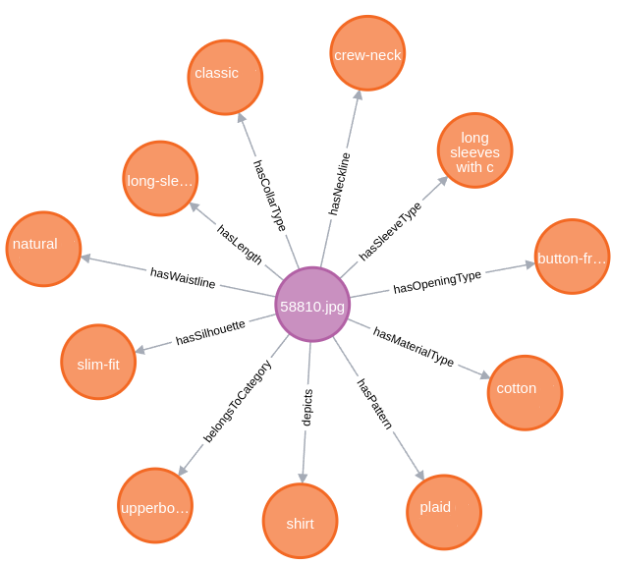 crew-neck
classic
long
sleeves
with c
long-sle…
hasNeckline
hasCollarType
hasSleeveType
hasLength
natural
button-fr…
hasWaistline
hasOpeningType
58810.jpg
hasSilhouette
hasMaterialType
slim-fit
cotton
belongsToCategory
depicts
hasPattern
upperbo…
shirt
plaid